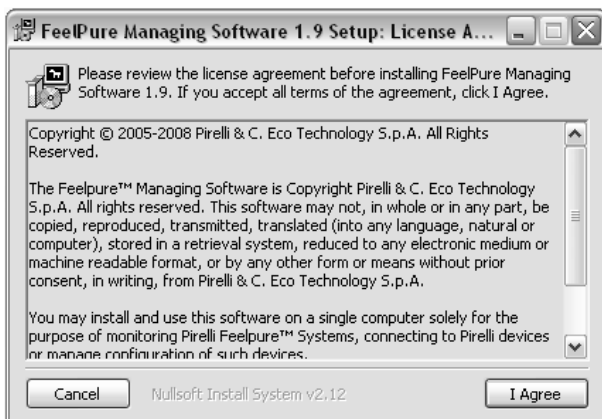 FeelPure Managing Software 1.9 Setup: License A...
Please review the license agreement before installing FeelPure Managing
Software 1.9. If you accept all terms of the agreement, click I Agree.
Copyright © 2005-2008 Pirelli & C. Eco Technology S.p.A. All Rights
Reserved.
The Feelpure™ Managing Software is Copyright Pirelli & C. Eco Technology
S.p.A. All rights reserved. This software may not, in whole or in any part, be
copied, reproduced, transmitted, translated (into any language, natural or
computer), stored in a retrieval system, reduced to any electronic medium or
machine readable format, or by any other form or means without prior
consent, in writing, from Pirelli & C. Eco Technology S.p.A.
You may install and use this software on a single computer solely for the
purpose of monitoring Pirelli Feelpure™ Systems, connecting to Pirelli devices
or manage configuration of such devices.
Cancel Nullsoft Install System v2.12 I Agree